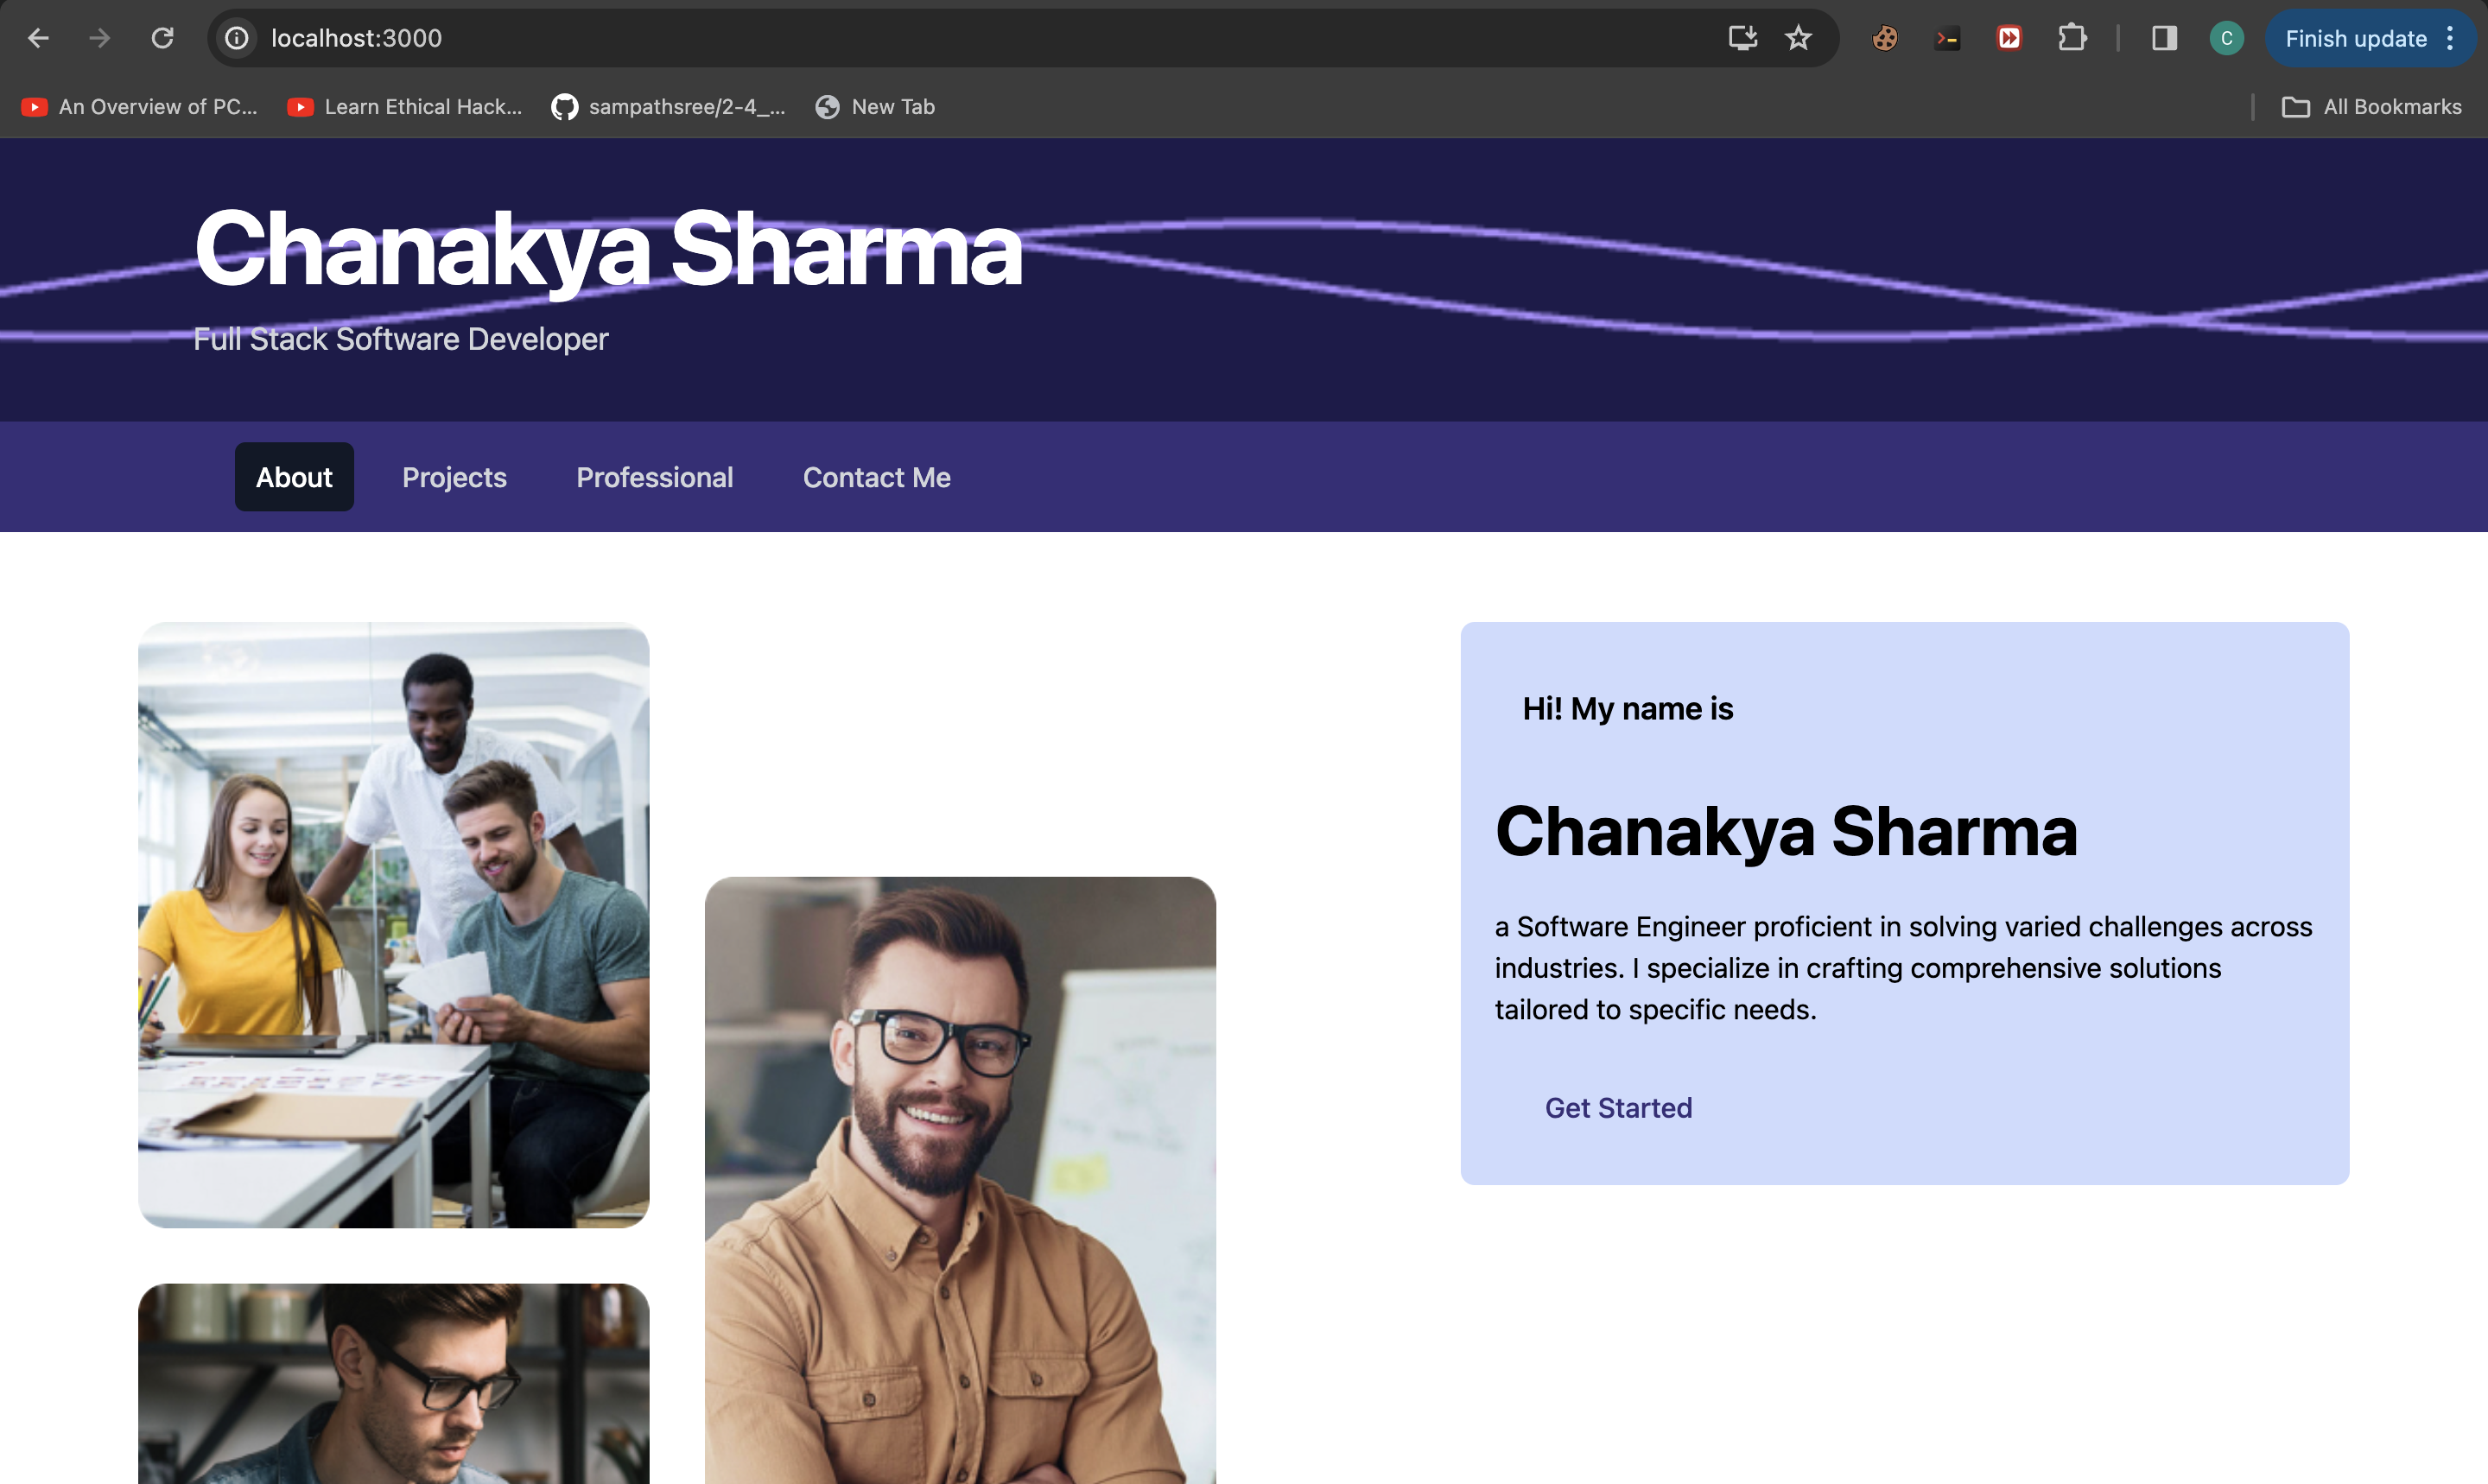 localhost:3000
Finish update
An Overview of PC...
Learn Ethical Hack...
sampathsree/2-4_...
New Tab
All Bookmarks
Chanakya Sharma
Full Stack Software Developer
About
Projects
Professional
Contact Me
Hi! My name is
Chanakya Sharma
a Software Engineer proficient in solving varied challenges across
industries. I specialize in crafting comprehensive solutions
tailored to specific needs.
Get Started